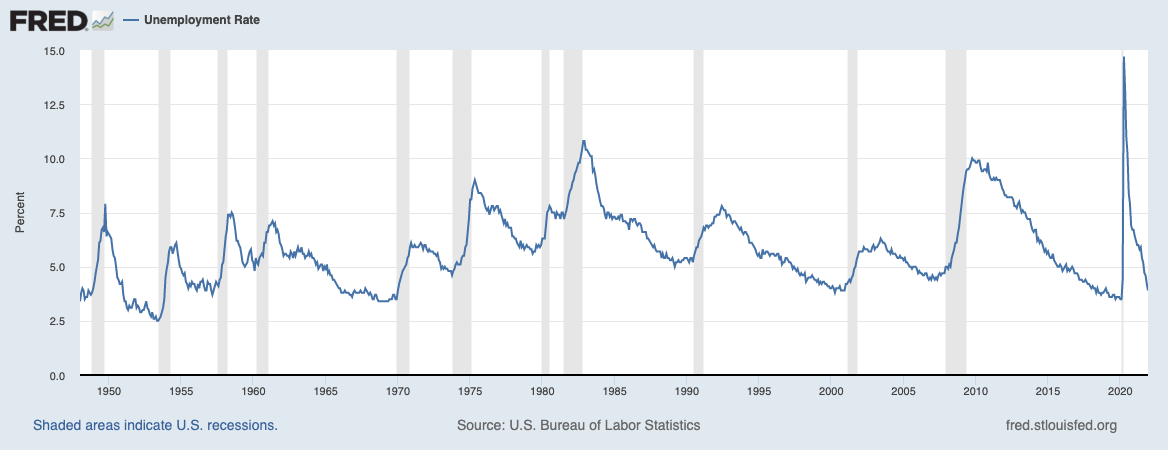 FRED Unemployment Rate
15.0
12.5
10.0
7.5
5.0
2.5
0.0
Percent
1950 1955 1960 1965 1970 1975 1980 1985 1990 1995 2000 2005 2010 2015 2020
Shaded areas indicate U.S. recessions. Source: U.S. Bureau of Labor Statistics fred.stlouisfed.org